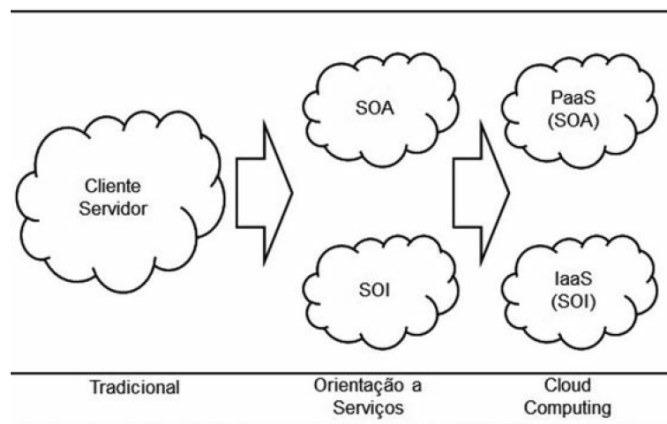 Cliente
Servidor
SOA
SOI
PaaS
(SOA)
IaaS
(SOI)
Tradicional
Orientação a
Serviços
Cloud
Computing